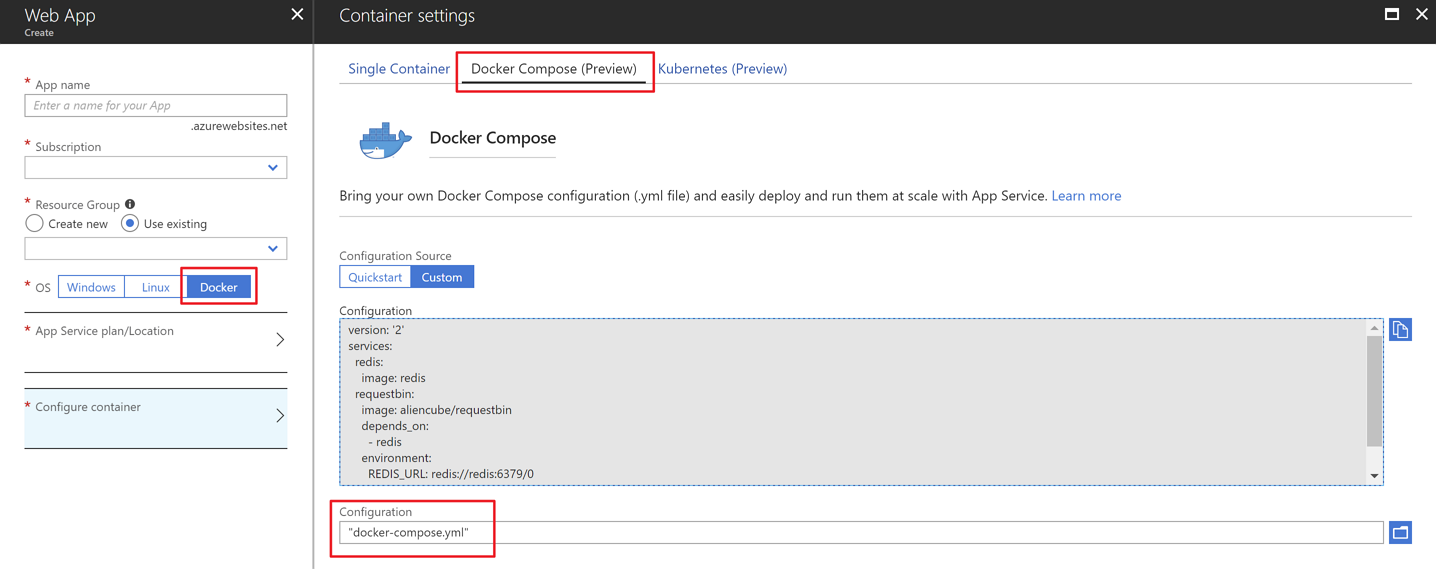 Web App
Create
* App name
Enter a name for your App
.azurewebsites.net
* Subscription
* Resource Group
Create new Use existing
* OS Windows Linux Docker
* App Service plan/Location
* Configure container
Container settings
Single Container Docker Compose (Preview) Kubernetes (Preview)
Docker Compose
Bring your own Docker Compose configuration (.yml file) and easily deploy and run them at scale with App Service. Learn more
Configuration Source
Quickstart Custom
Configuration
version: '2'
services:
  redis:
    image: redis
  requestbin:
    image: aliencube/requestbin
    depends_on:
      - redis
    environment:
      REDIS_URL: redis://redis:6379/0
Configuration
"docker-compose.yml"